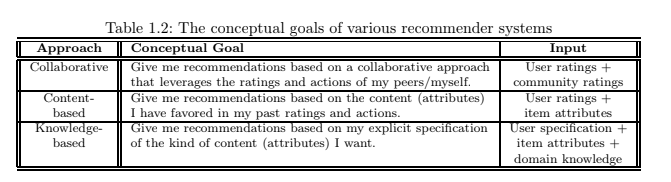 Table 1.2: The conceptual goals of various recommender systems
Approach Conceptual Goal Input
Collaborative Give me recommendations based on a collaborative approach User ratings +
that leverages the ratings and actions of my peers/myself. community ratings
Content- Give me recommendations based on the content (attributes) User ratings +
based I have favored in my past ratings and actions. item attributes
Knowledge- Give me recommendations based on my explicit specification User specification +
based of the kind of content (attributes) I want. item attributes +
domain knowledge